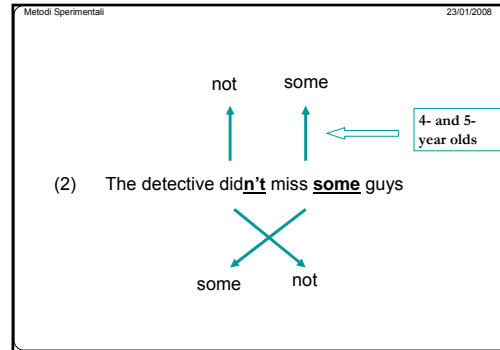 Metodi Sperimentali 23/01/2008
not some
4- and 5-
year olds
(2) The detective didn't miss some guys
some not